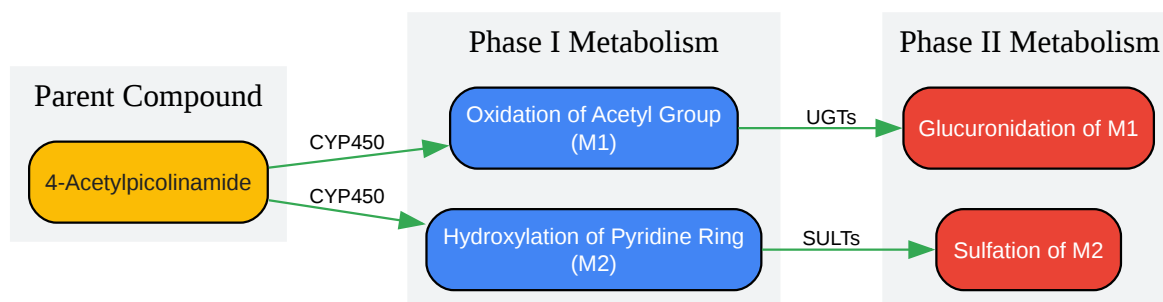 Parent Compound
4-Acetylpicolinamide
CYP450
CYP450
Phase I Metabolism
Oxidation of Acetyl Group
(M1)
Hydroxylation of Pyridine Ring
(M2)
UGTs
SULTs
Phase II Metabolism
Glucuronidation of M1
Sulfation of M2